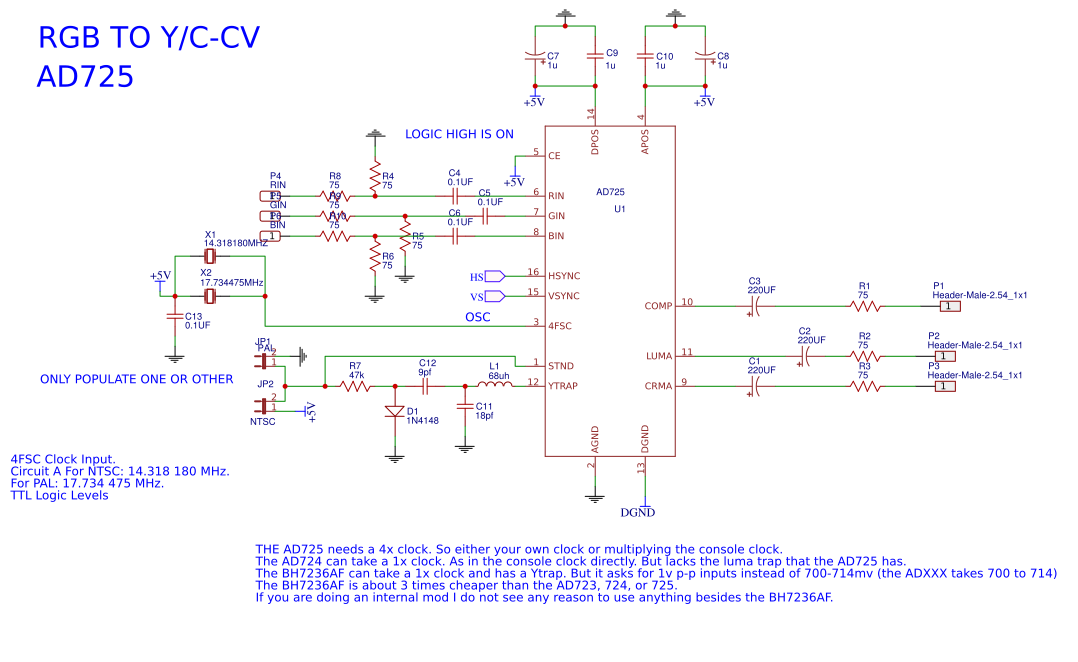 RGB TO Y/C-CV
AD725
C7
1u
+5V
C9
1u
C10
1u
C8
1u
+5V
14
4
DPOS
APOS
LOGIC HIGH IS ON
5
CE
+5V
AD725
U1
P4
RIN
1
R8
75
R4
75
C4
0.1UF
6
RIN
P5
GIN
1
R9
75
C5
0.1UF
7
GIN
P6
BIN
1
R10
75
C6
0.1UF
8
BIN
R5
75
R6
75
X1
14.318180MHZ
X2
17.734475MHz
+5V
C13
0.1UF
HS
16
HSYNC
VS
15
VSYNC
OSC
3
4FSC
JP1
PAL
2
1
1
STND
ONLY POPULATE ONE OR OTHER
JP2
2
1
NTSC
+5V
R7
47k
C12
9pf
L1
68uh
12
YTRAP
D1
1N4148
C11
18pf
COMP
10
C3
220UF
R1
75
P1
Header-Male-2.54_1x1
1
LUMA
11
C2
220UF
R2
75
P2
Header-Male-2.54_1x1
1
CRMA
9
C1
220UF
R3
75
P3
Header-Male-2.54_1x1
1
AGND
DGND
2
13
DGND
4FSC Clock Input.
Circuit A For NTSC: 14.318 180 MHz.
For PAL: 17.734 475 MHz.
TTL Logic Levels
THE AD725 needs a 4x clock. So either your own clock or multiplying the console clock.
The AD724 can take a 1x clock. As in the console clock directly. But lacks the luma trap that the AD725 has.
The BH7236AF can take a 1x clock and has a Ytrap. But it asks for 1v p-p inputs instead of 700-714mv (the ADXXX takes 700 to 714)
The BH7236AF is about 3 times cheaper than the AD723, 724, or 725.
If you are doing an internal mod I do not see any reason to use anything besides the BH7236AF.